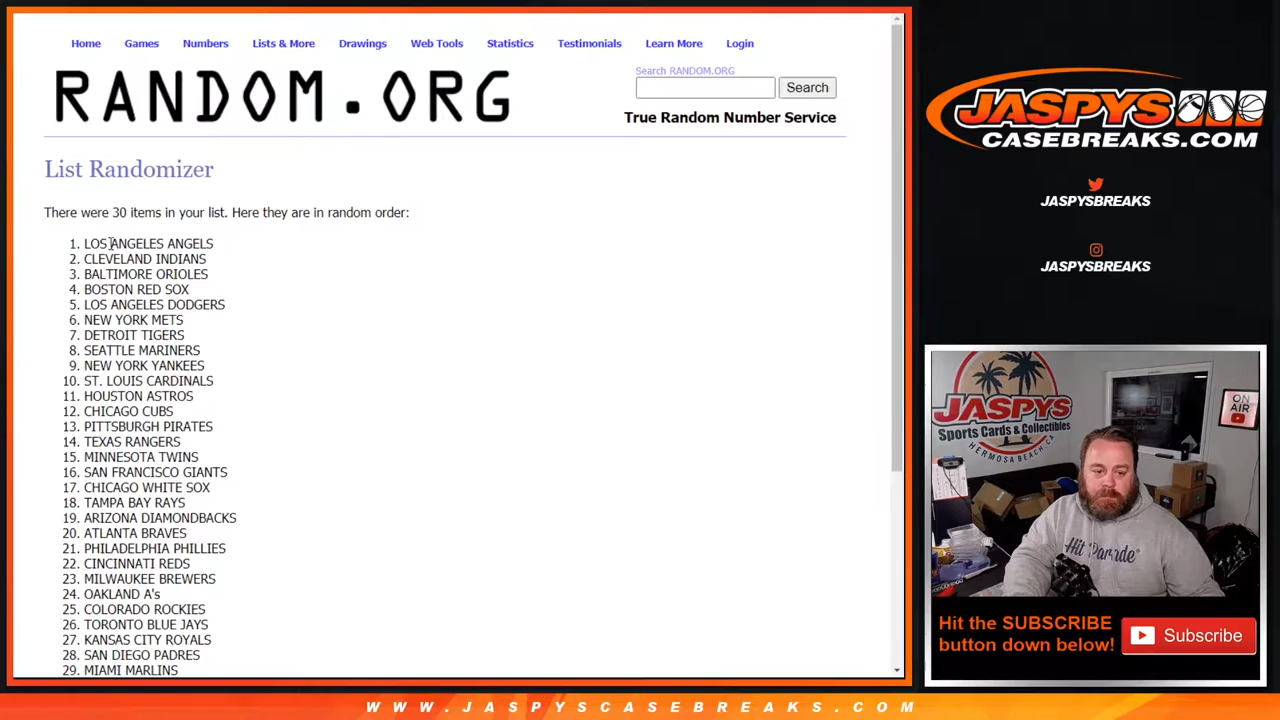 Home Games Numbers Lists & More Drawings Web Tools Statistics Testimonials Learn More Login
RANDOM.ORG
Search RANDOM.ORG
Search
True Random Number Service
List Randomizer
There were 30 items in your list. Here they are in random order:
1. LOS ANGELES ANGELS
2. CLEVELAND INDIANS
3. BALTIMORE ORIOLES
4. BOSTON RED SOX
5. LOS ANGELES DODGERS
6. NEW YORK METS
7. DETROIT TIGERS
8. SEATTLE MARINERS
9. NEW YORK YANKEES
10. ST. LOUIS CARDINALS
11. HOUSTON ASTROS
12. CHICAGO CUBS
13. PITTSBURGH PIRATES
14. TEXAS RANGERS
15. MINNESOTA TWINS
16. SAN FRANCISCO GIANTS
17. CHICAGO WHITE SOX
18. TAMPA BAY RAYS
19. ARIZONA DIAMONDBACKS
20. ATLANTA BRAVES
21. PHILADELPHIA PHILLIES
22. CINCINNATI REDS
23. MILWAUKEE BREWERS
24. OAKLAND A's
25. COLORADO ROCKIES
26. TORONTO BLUE JAYS
27. KANSAS CITY ROYALS
28. SAN DIEGO PADRES
29. MIAMI MARLINS
JASPYS
CASEBREAKS.COM
JASPYSBREAKS
JASPYSBREAKS
JASPYS
Sports Cards & Collectibles
HERMOSA BEACH, CA
ON
AIR
Hit Parade
Hit the SUBSCRIBE
button down below!
Subscribe
WWW.JASPYSCASEBREAKS.COM